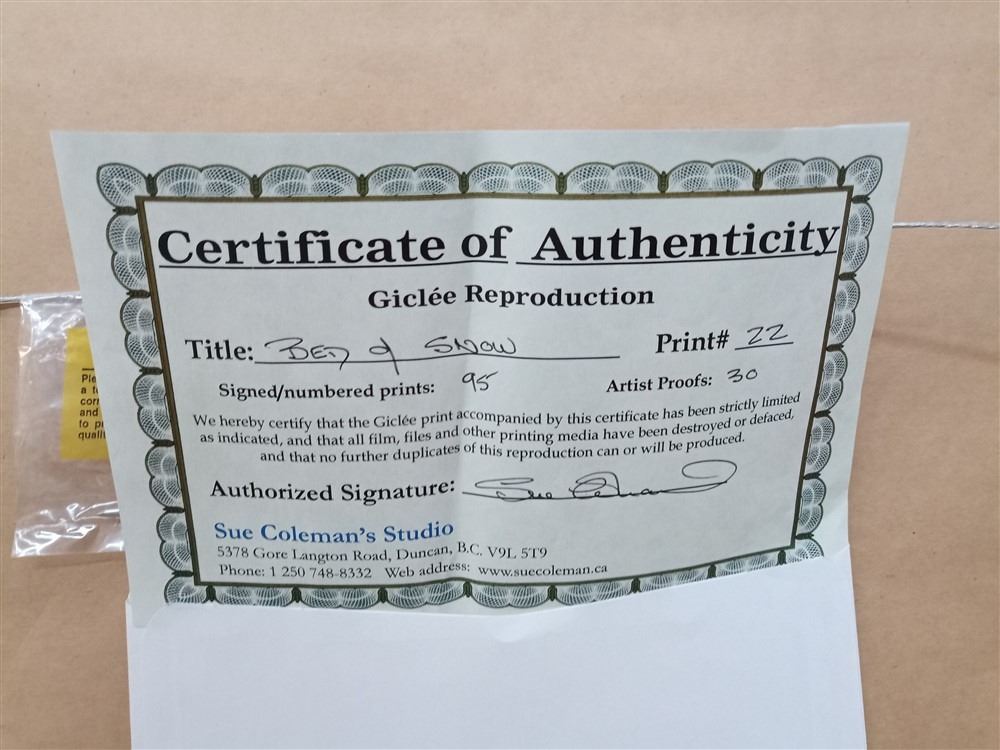 Certificate of Authenticity
Giclée Reproduction
Title: Bed of Snow Print# 22
Signed/numbered prints: 95 Artist Proofs: 30
We hereby certify that the Giclée print accompanied by this certificate has been strictly limited
as indicated, and that all film, files and other printing media have been destroyed or defaced,
and that no further duplicates of this reproduction can or will be produced.
Authorized Signature: Sue Coleman
Sue Coleman's Studio
5378 Gore Langton Road, Duncan, B.C. V9L 5T9
Phone: 1 250 748-8332 Web address: www.suecoleman.ca
a
and
to